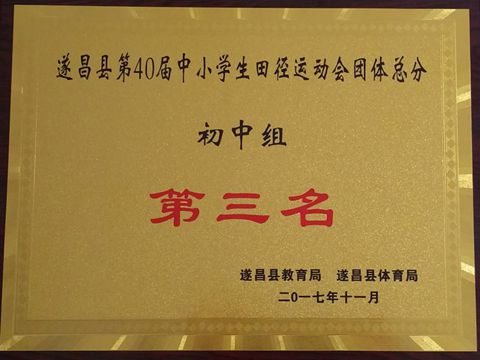 遂昌县第40届中小学生田径运动会团体总分
初中组
第三名
遂昌县教育局 遂昌县体育局
二0一七年十一月